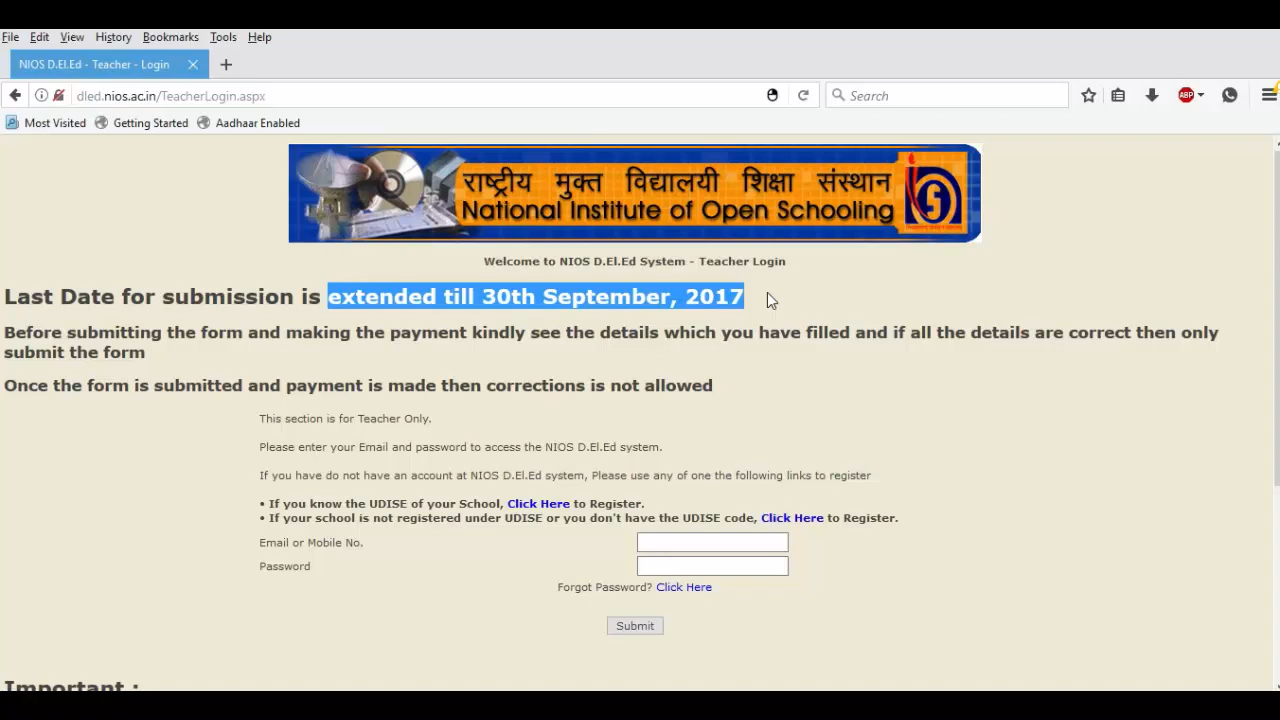 File Edit View History Bookmarks Tools Help
NIOS D.El.Ed - Teacher - Login
dled.nios.ac.in/TeacherLogin.aspx
Search
ABP
Most Visited Getting Started Aadhaar Enabled
राष्ट्रीय मुक्त विद्यालयी शिक्षा संस्थान
National Institute of Open Schooling
Welcome to NIOS D.El.Ed System - Teacher Login
Last Date for submission is extended till 30th September, 2017
Before submitting the form and making the payment kindly see the details which you have filled and if all the details are correct then only
submit the form
Once the form is submitted and payment is made then corrections is not allowed
This section is for Teacher Only.
Please enter your Email and password to access the NIOS D.El.Ed system.
If you have do not have an account at NIOS D.El.Ed system, Please use any of one the following links to register
• If you know the UDISE of your School, Click Here to Register.
• If your school is not registered under UDISE or you don't have the UDISE code, Click Here to Register.
Email or Mobile No.
Password
Forgot Password? Click Here
Submit
Important :